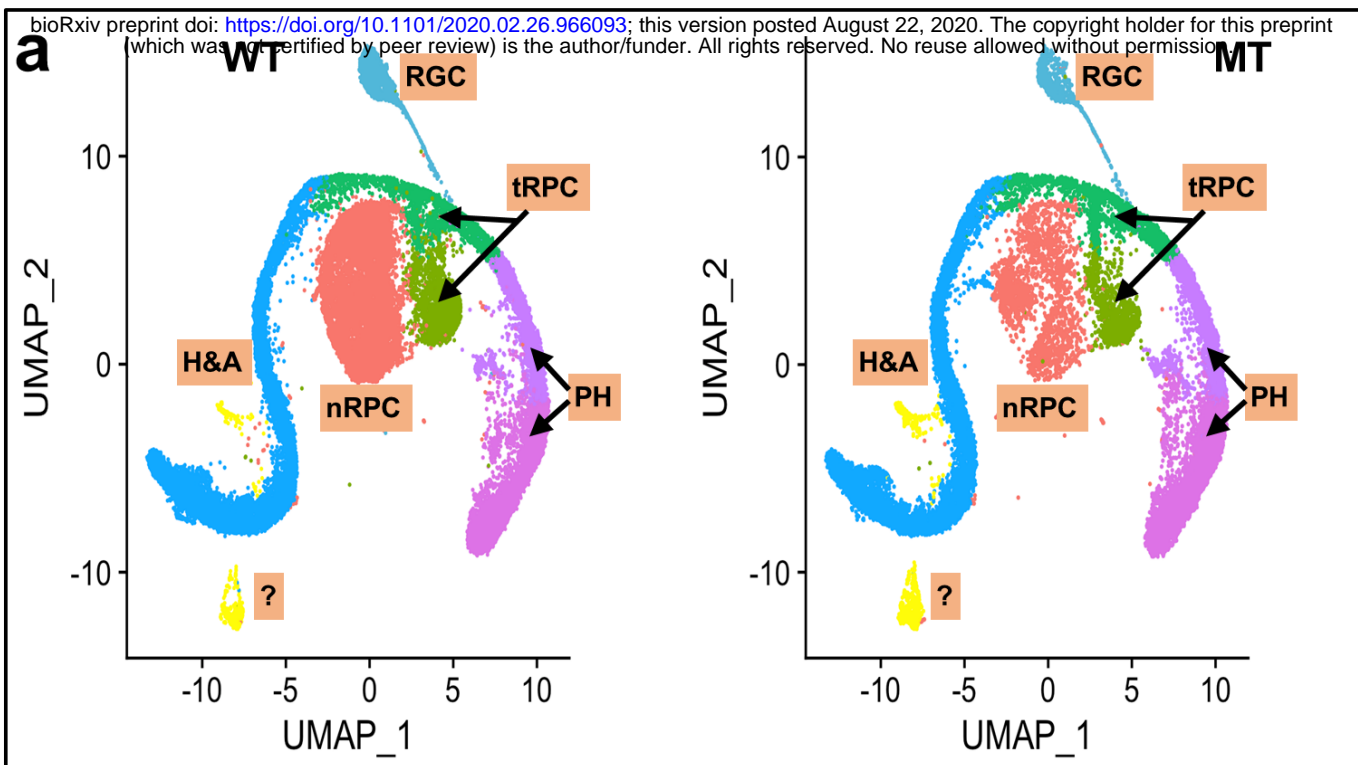 bioRxiv preprint doi: https://doi.org/10.1101/2020.02.26.966093; this version posted August 22, 2020. The copyright holder for this preprint
(which was not certified by peer review) is the author/funder. All rights reserved. No reuse allowed without permission.
a
WT
RGC
tRPC
H&A
nRPC
PH
?
10
0
-10
UMAP_2
-10 -5 0 5 10
UMAP_1
MT
RGC
tRPC
H&A
nRPC
PH
?
10
0
-10
UMAP_2
-10 -5 0 5 10
UMAP_1